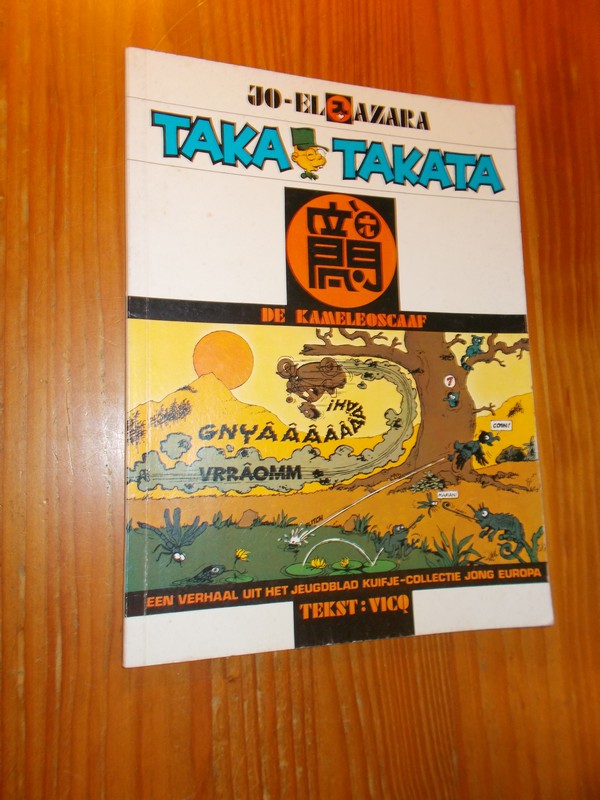 JO-EL AZARA
TAKA TAKATA
DE KAMELEOSCAAF
GNYÂÂÂÂÂÂÂÂÂAH!
VRRÂOMM
?
EEN VERHAAL UIT HET JEUGDBLAD KUIFJE-COLLECTIE JONG EUROPA
TEKST: VICQ